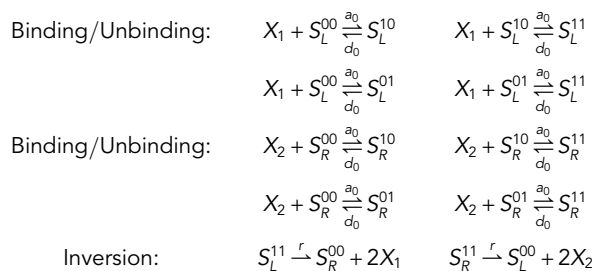 Binding/Unbinding: X₁ + S_L^00 ⇌ S_L^10 (a₀, d₀) X₁ + S_L^10 ⇌ S_L^11 (a₀, d₀)
X₁ + S_L^00 ⇌ S_L^01 (a₀, d₀) X₁ + S_L^01 ⇌ S_L^11 (a₀, d₀)
Binding/Unbinding: X₂ + S_R^00 ⇌ S_R^10 (a₀, d₀) X₂ + S_R^10 ⇌ S_R^11 (a₀, d₀)
X₂ + S_R^00 ⇌ S_R^01 (a₀, d₀) X₂ + S_R^01 ⇌ S_R^11 (a₀, d₀)
Inversion: S_L^11 →^r S_R^00 + 2X₁ S_R^11 →^r S_L^00 + 2X₂